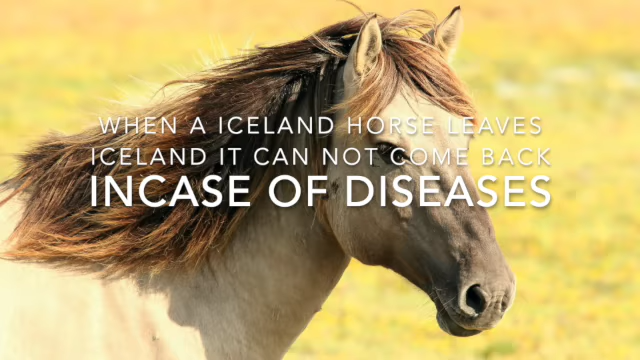 WHEN A ICELAND HORSE LEAVES
ICELAND IT CAN NOT COME BACK
INCASE OF DISEASES